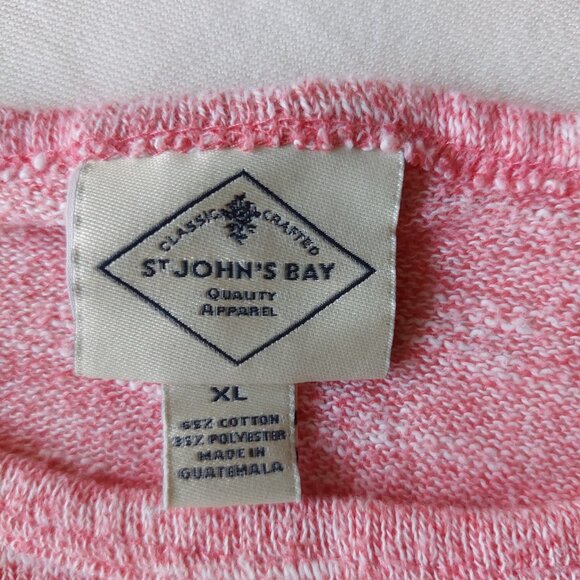 CLASSIC CRAFTED
ST JOHN'S BAY
QUALITY
APPAREL
XL
65% COTTON
35% POLYESTER
MADE IN
GUATEMALA